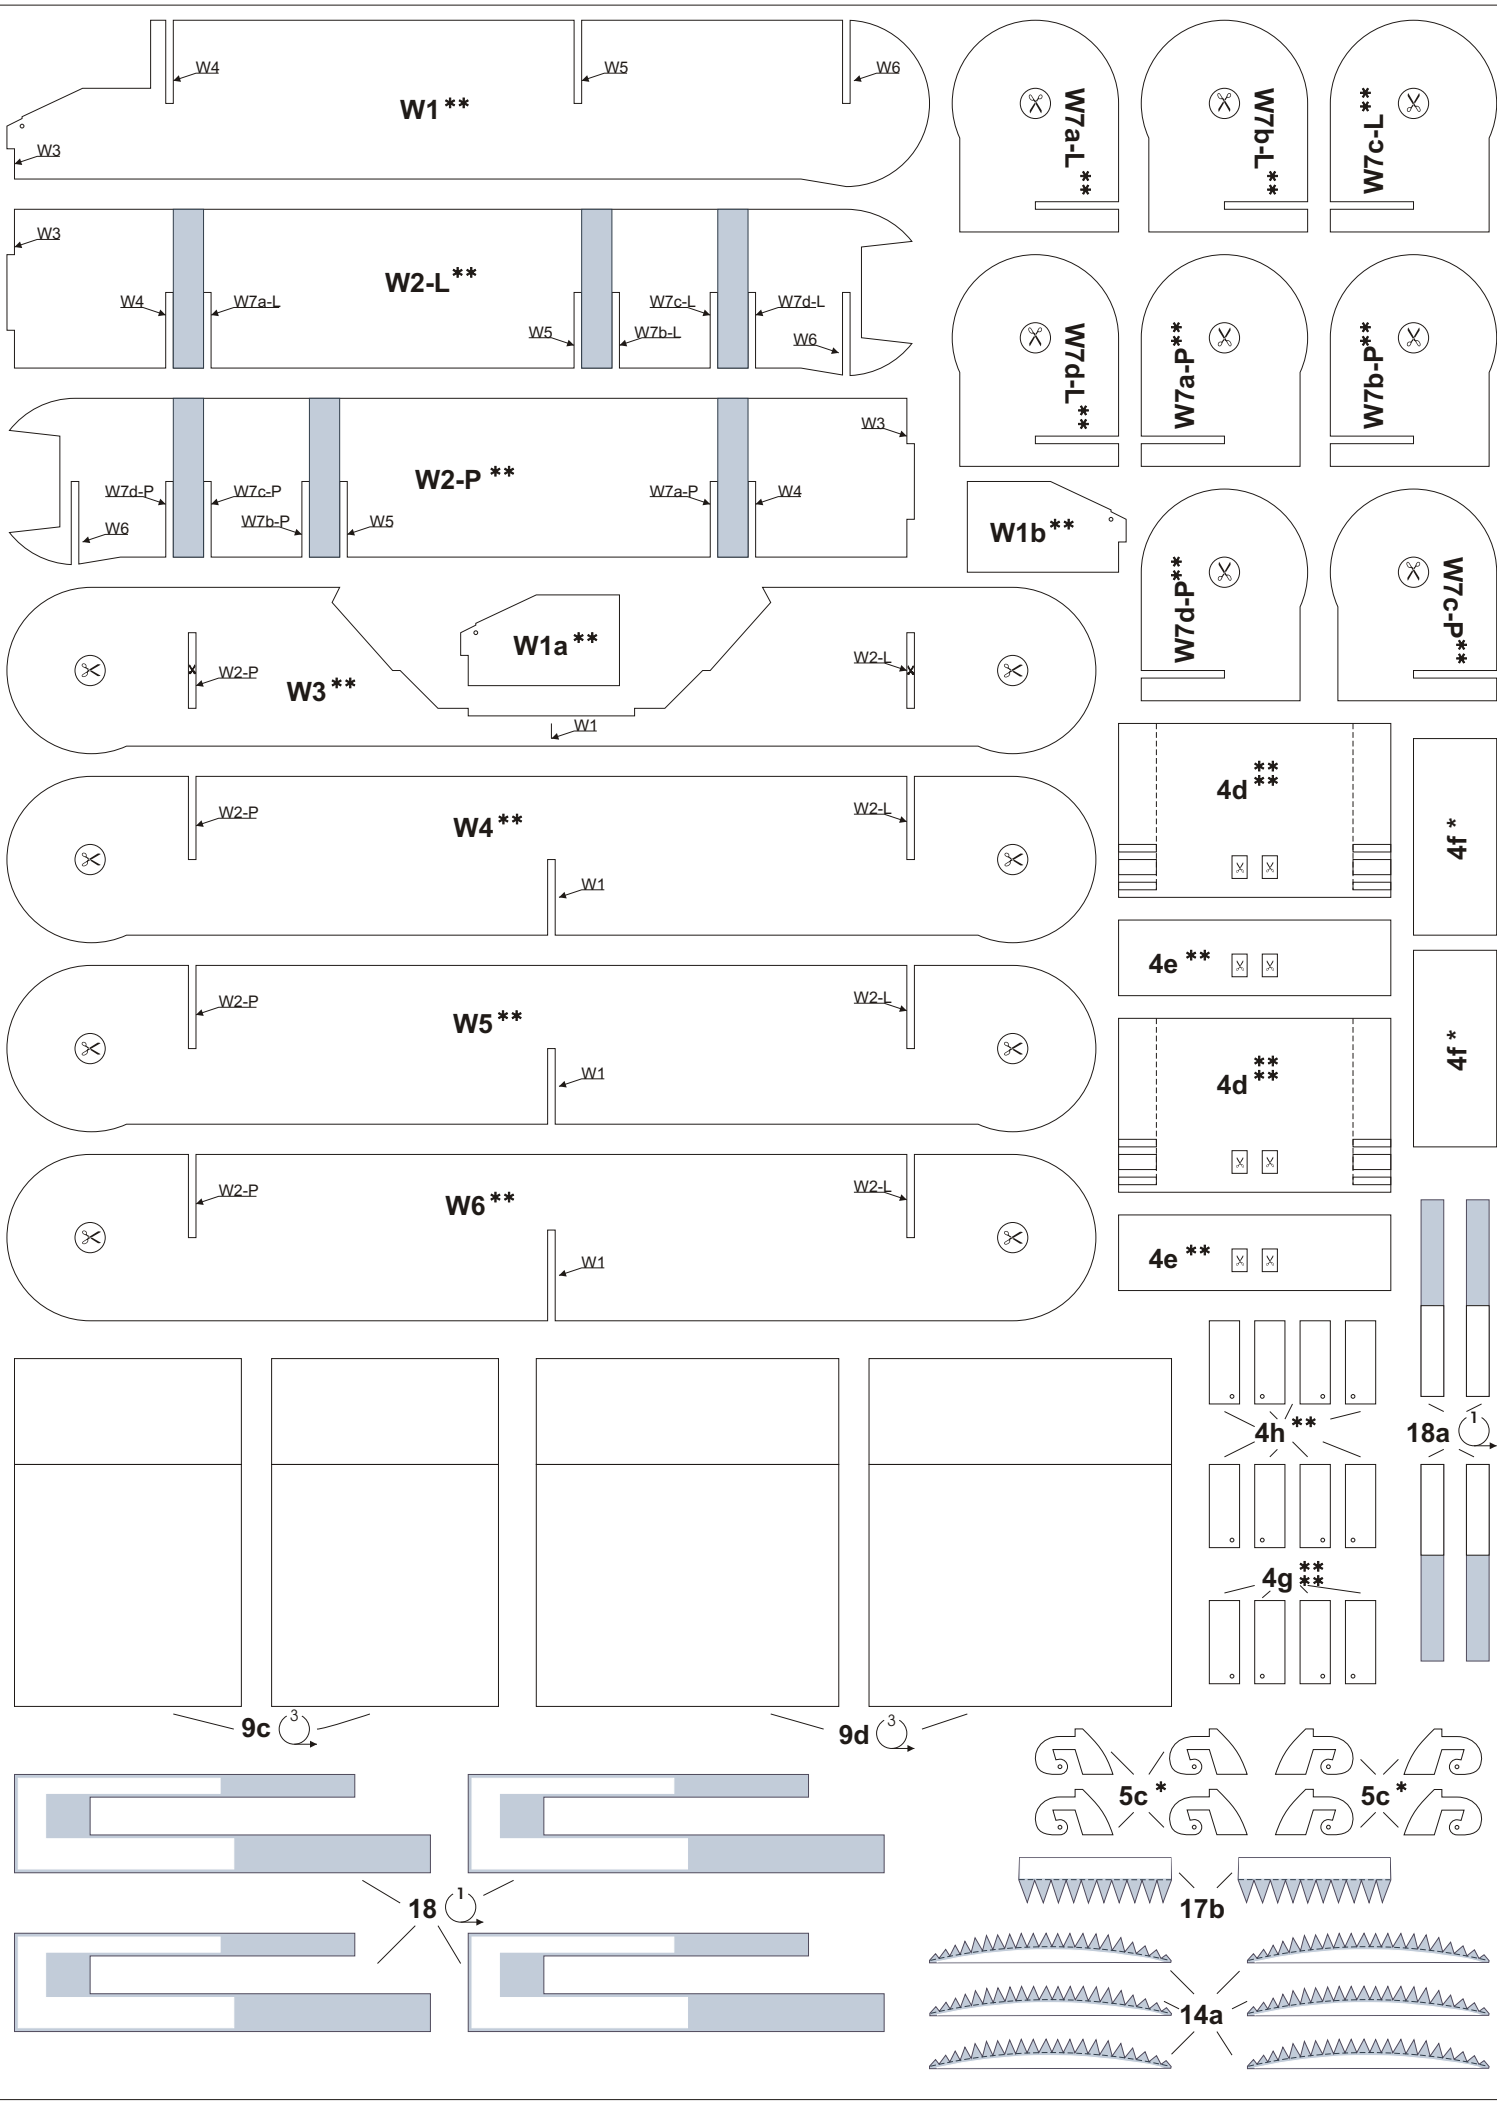 W4
W5
W6
W1**
W3
W7a-L**
W7b-L**
W7c-L**
W3
W2-L**
W4
W7a-L
W5
W7b-L
W7c-L
W7d-L
W6
W7d-L**
W7a-P**
W7b-P**
W3
W2-P **
W7d-P
W7c-P
W7b-P
W5
W7a-P
W4
W6
W1b**
W7d-P**
W7c-P**
W1a**
W2-P
W3**
W2-L
W1
4d **
**
4f *
W2-P
W4**
W2-L
W1
4e **
W2-P
W5**
W2-L
W1
4d **
**
4f *
W2-P
W6**
W2-L
W1
4e **
4h **
18a 1
4g **
**
9c 3
9d 3
5c *
5c *
18 1
17b
14a